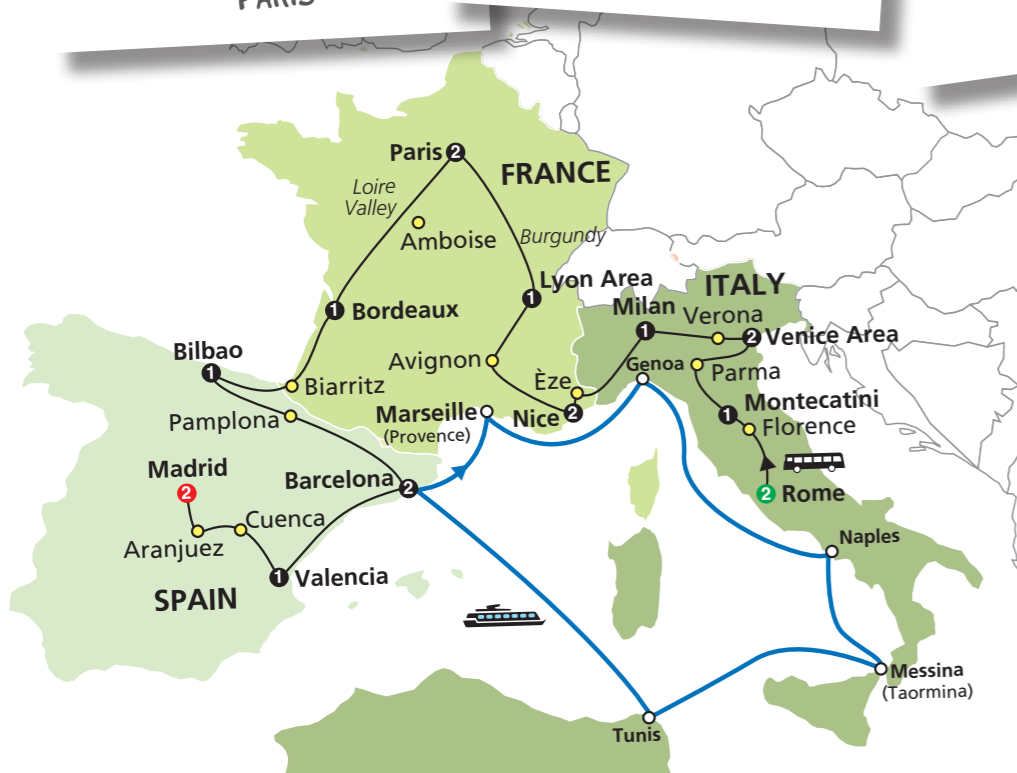 PARIS
Paris 2
FRANCE
Loire
Valley
Amboise
Burgundy
Lyon Area
1
ITALY
Milan
1
Verona
2 Venice Area
1 Bordeaux
Bilbao
1
Avignon
Genoa
Parma
Biarritz
Èze
Pamplona
Marseille
(Provence)
Nice 2
1 Montecatini
Florence
Madrid
2
Barcelona 2
2 Rome
Cuenca
Aranjuez
Naples
1 Valencia
SPAIN
Messina
(Taormina)
Tunis